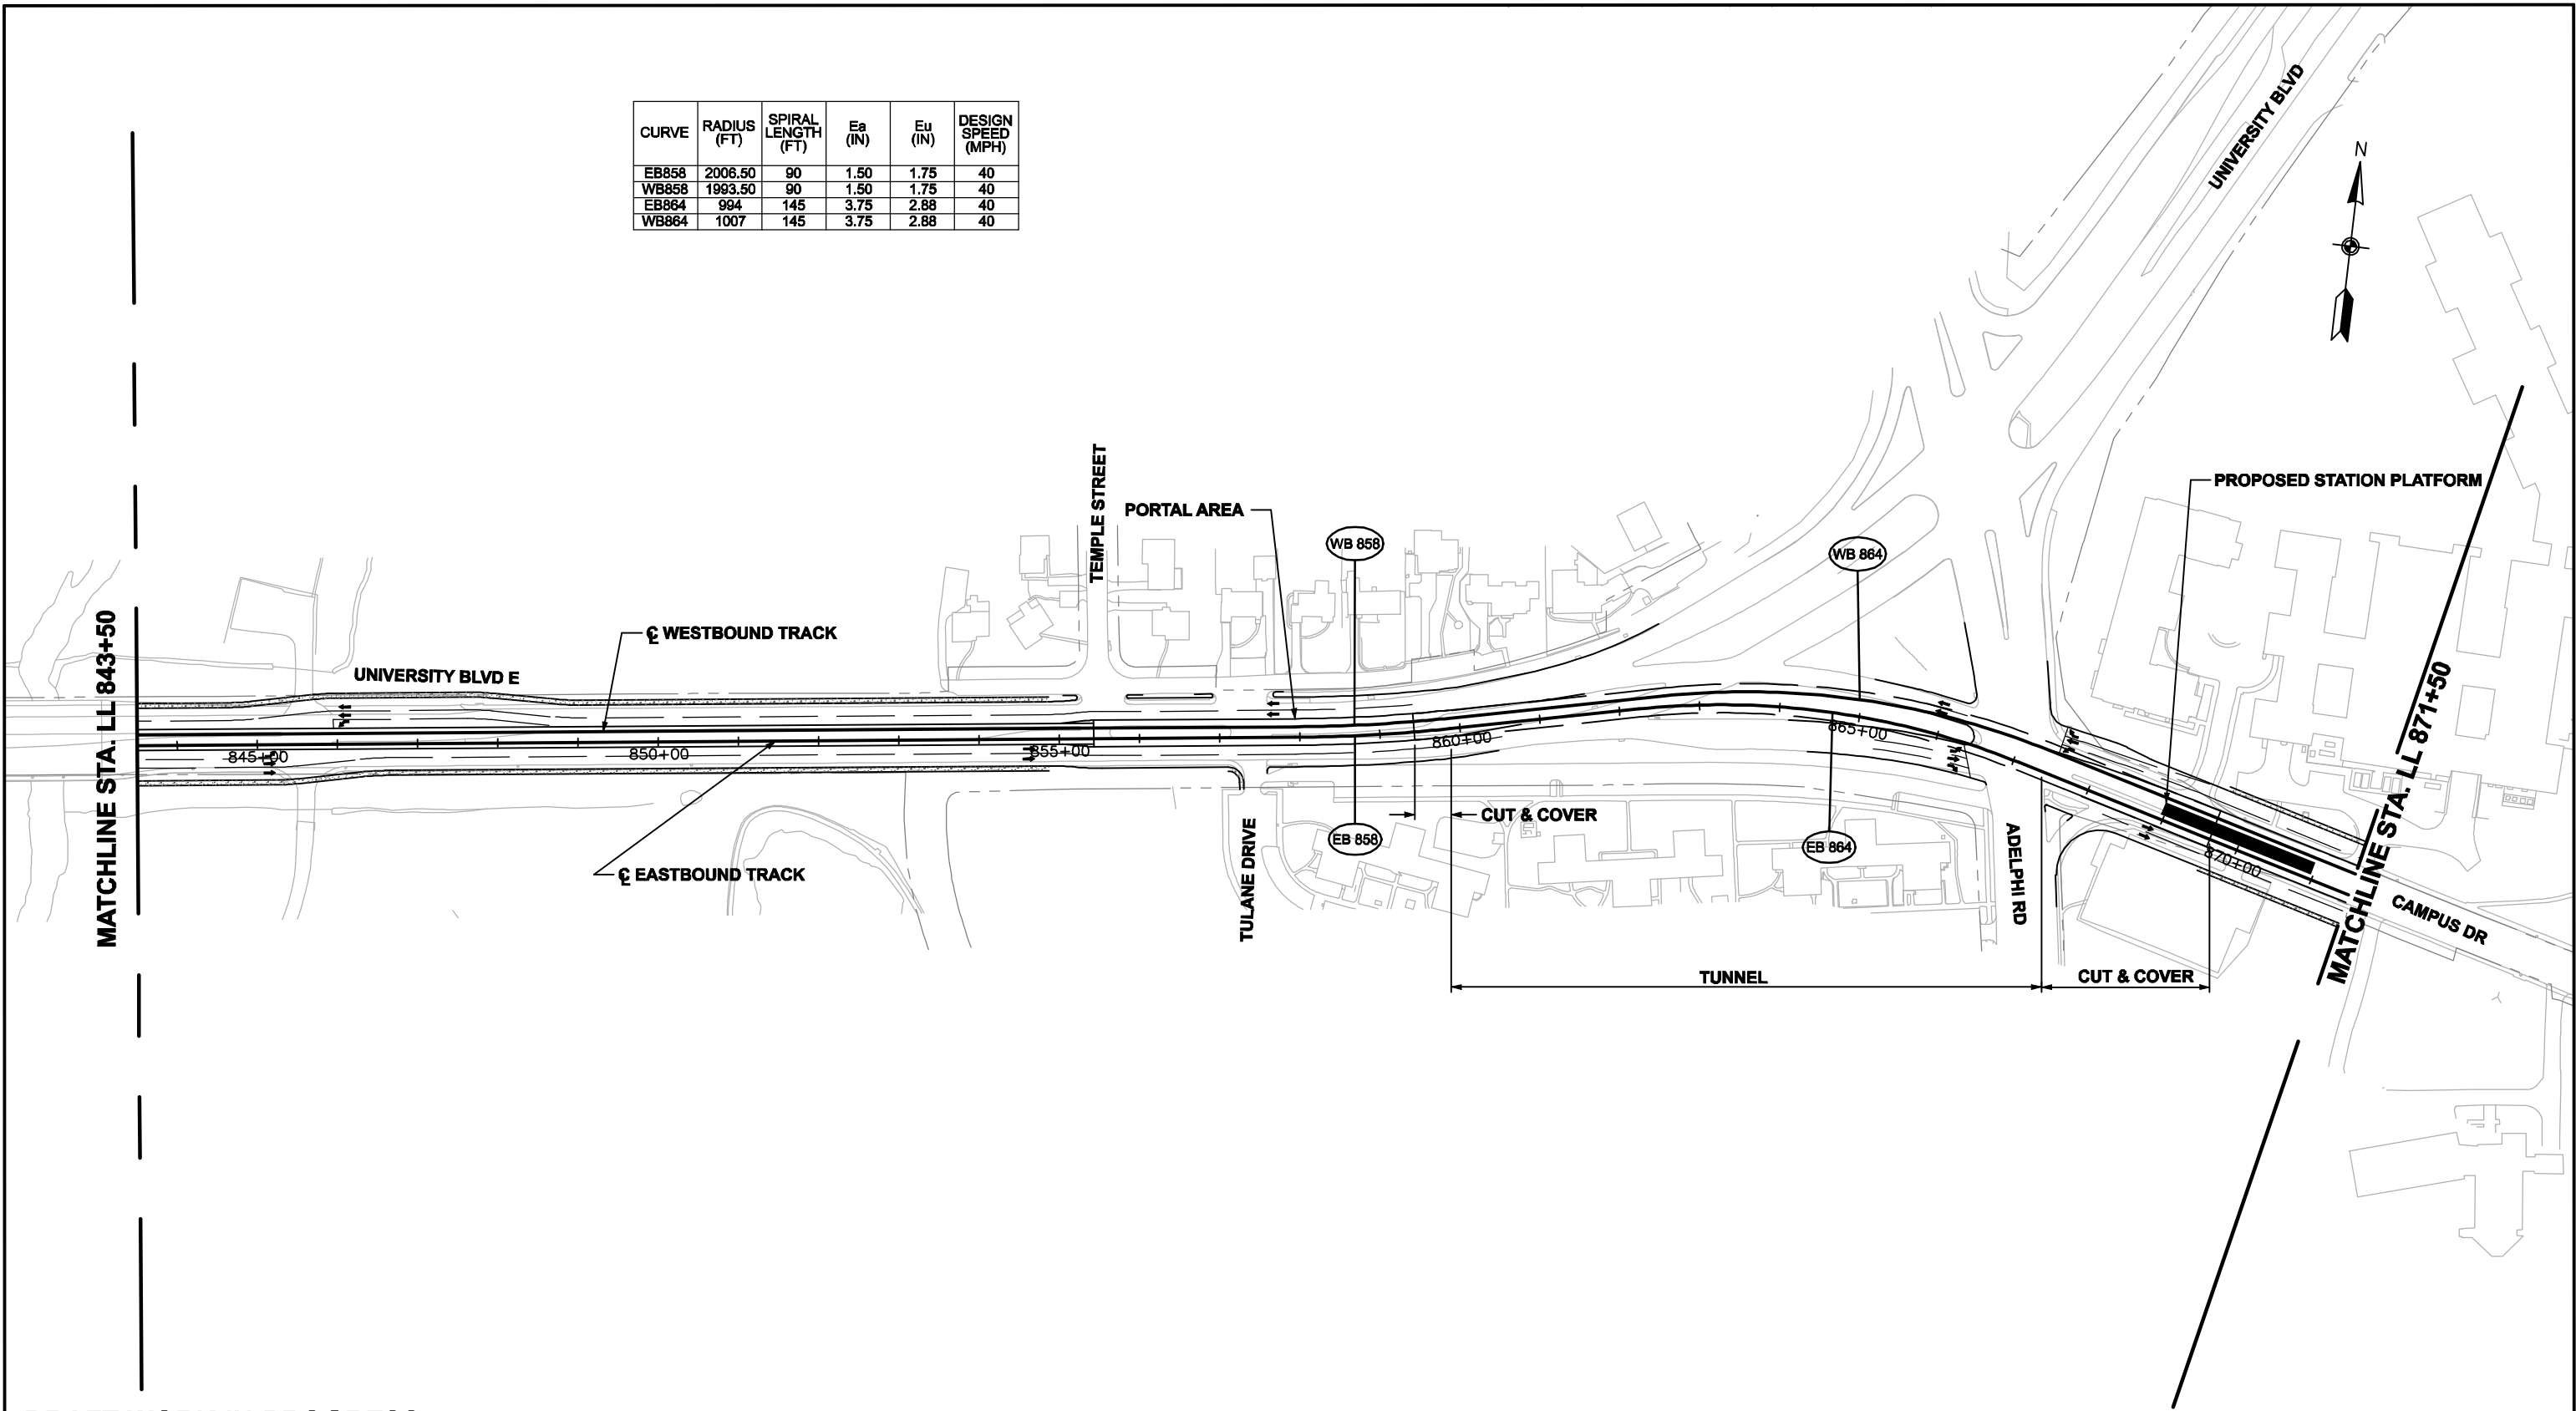 CURVE RADIUS (FT) SPIRAL LENGTH (FT) Ea (IN) Eu (IN) DESIGN SPEED (MPH)
EB858 2006.50 90 1.50 1.75 40
WB858 1993.50 90 1.50 1.75 40
EB864 994 145 3.75 2.88 40
WB864 1007 145 3.75 2.88 40
UNIVERSITY BLVD
N
PROPOSED STATION PLATFORM
TEMPLE STREET
PORTAL AREA
WB 858
WB 864
MATCHLINE STA. LL 843+50
℄ WESTBOUND TRACK
UNIVERSITY BLVD E
845+00
850+00
855+00
860+00
865+00
870+00
MATCHLINE STA. LL 871+50
CUT & COVER
EB 858
EB 864
TULANE DRIVE
ADELPHI RD
℄ EASTBOUND TRACK
CAMPUS DR
TUNNEL
CUT & COVER